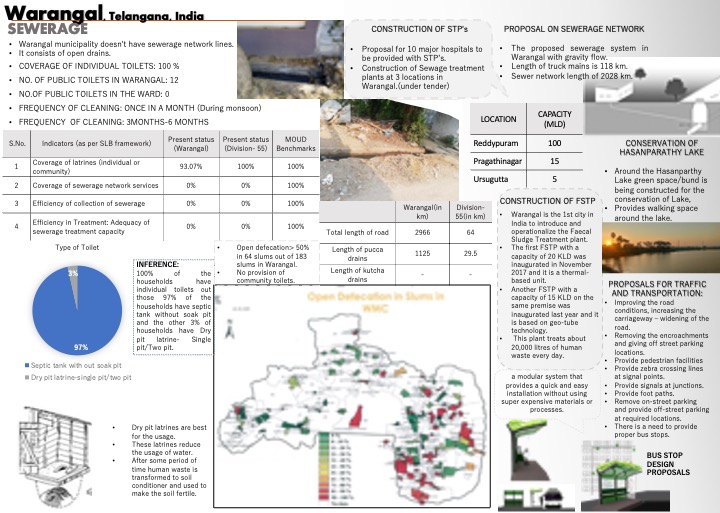 Warangal, Telangana, India
SEWERAGE
• Warangal municipality doesn't have sewerage network lines.
• It consists of open drains.
• COVERAGE OF INDIVIDUAL TOILETS: 100 %
• NO. OF PUBLIC TOILETS IN WARANGAL: 12
• NO.OF PUBLIC TOILETS IN THE WARD: 0
• FREQUENCY OF CLEANING: ONCE IN A MONTH (During monsoon)
• FREQUENCY OF CLEANING: 3MONTHS-6 MONTHS
S.No. Indicators (as per SLB framework) Present status (Warangal) Present status (Division- 55) MOUD Benchmarks
1 Coverage of latrines (individual or community) 93.07% 100% 100%
2 Coverage of sewerage network services 0% 0% 100%
3 Efficiency of collection of sewerage 0% 0% 100%
4 Efficiency in Treatment: Adequacy of sewerage treatment capacity 0% 0% 100%
Type of Toilet
3%
97%
Septic tank with out soak pit
Dry pit latrine-single pit/two pit
INFERENCE:
100% of the
households have
individual toilets out
those 97% of the
households have septic
tank without soak pit
and the other 3% of
households have Dry
pit latrine- Single
pit/Two pit.
• Open defecation> 50%
in 64 slums out of 183
slums in Warangal.
• No provision of
community toilets.
• Dry pit latrines are best
for the usage.
• These latrines reduce
the usage of water.
• After some period of
time human waste is
transformed to soil
conditioner and used to
make the soil fertile.
CONSTRUCTION OF STP's
• Proposal for 10 major hospitals to
be provided with STP's.
• Construction of Sewage treatment
plants at 3 locations in
Warangal.(under tender)
PROPOSAL ON SEWERAGE NETWORK
• The proposed sewerage system in
Warangal with gravity flow.
• Length of truck mains is 118 km.
• Sewer network length of 2028 km.
LOCATION CAPACITY (MLD)
Reddypuram 100
Pragathinagar 15
Ursugutta 5
Warangal(in km) Division-55(in km)
Total length of road 2966 64
Length of pucca drains 1125 29.5
Length of kutcha drains - -
Open Defecation in Slums in
WMC
CONSTRUCTION OF FSTP
• Warangal is the 1st city in
India to introduce and
operationalize the Faecal
Sludge Treatment plant.
• The first FSTP with a
capacity of 20 KLD was
inaugurated in November
2017 and it is a thermal-
based unit.
• Another FSTP with a
capacity of 15 KLD on the
same promise was
inaugurated last year and it
is based on geo-tube
technology.
• This plant treats about
20,000 litres of human
waste every day.
a modular system that
provides a quick and easy
installation without using
super expensive materials or
processes.
CONSERVATION OF
HASANPARATHY LAKE
• Around the Hasanparthy
Lake green space/bund is
being constructed for the
conservation of Lake,
• Provides walking space
around the lake.
PROPOSALS FOR TRAFFIC
AND TRANSPORTATION:
• Improving the road
conditions, increasing the
carriageway – widening of the
road.
• Removing the encroachments
and giving off street parking
locations.
• Provide pedestrian facilities
• Provide zebra crossing lines
at signal points.
• Provide signals at junctions.
• Provide foot paths.
• Remove on-street parking
and provide off-street parking
at required locations.
• There is a need to provide
proper bus stops.
BUS STOP
DESIGN
PROPOSALS